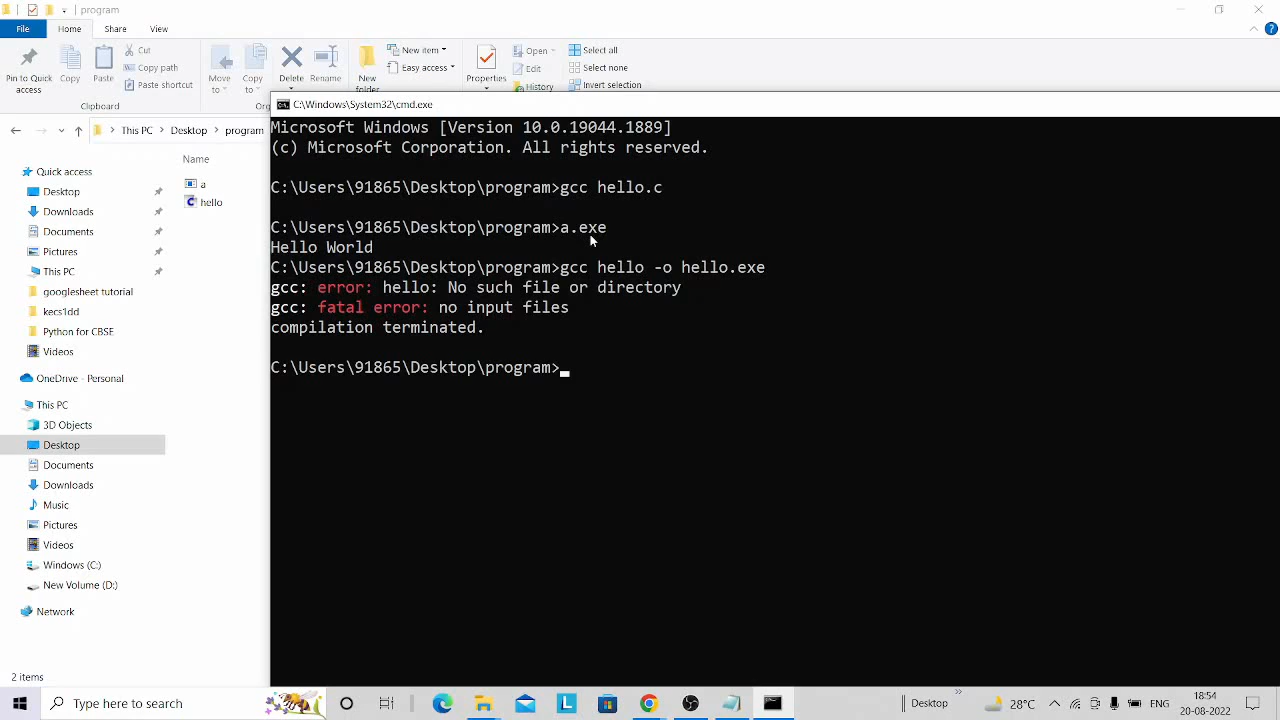 program
File
Home
Share
View
Pin to Quick access
Copy
Paste
Cut
Copy path
Paste shortcut
Clipboard
Move to
Copy to
Delete
Rename
New folder
New item
Easy access
Properties
Open
Edit
History
Select all
Select none
Invert selection
C:\Windows\System32\cmd.exe
This PC
Desktop
program
Name
a
hello
Quick access
Desktop
Downloads
Documents
Pictures
This PC
googlesheet tutorial
kecs1dd
Python for CBSE
Videos
OneDrive - Personal
This PC
3D Objects
Desktop
Documents
Downloads
Music
Pictures
Videos
Windows (C:)
New Volume (D:)
Network
2 items
Microsoft Windows [Version 10.0.19044.1889]
(c) Microsoft Corporation. All rights reserved.
C:\Users\91865\Desktop\program>gcc hello.c
C:\Users\91865\Desktop\program>a.exe
Hello World
C:\Users\91865\Desktop\program>gcc hello -o hello.exe
gcc: error: hello: No such file or directory
gcc: fatal error: no input files
compilation terminated.
C:\Users\91865\Desktop\program>
Type here to search
L
Desktop
28°C
ENG
18:54
20-08-2022